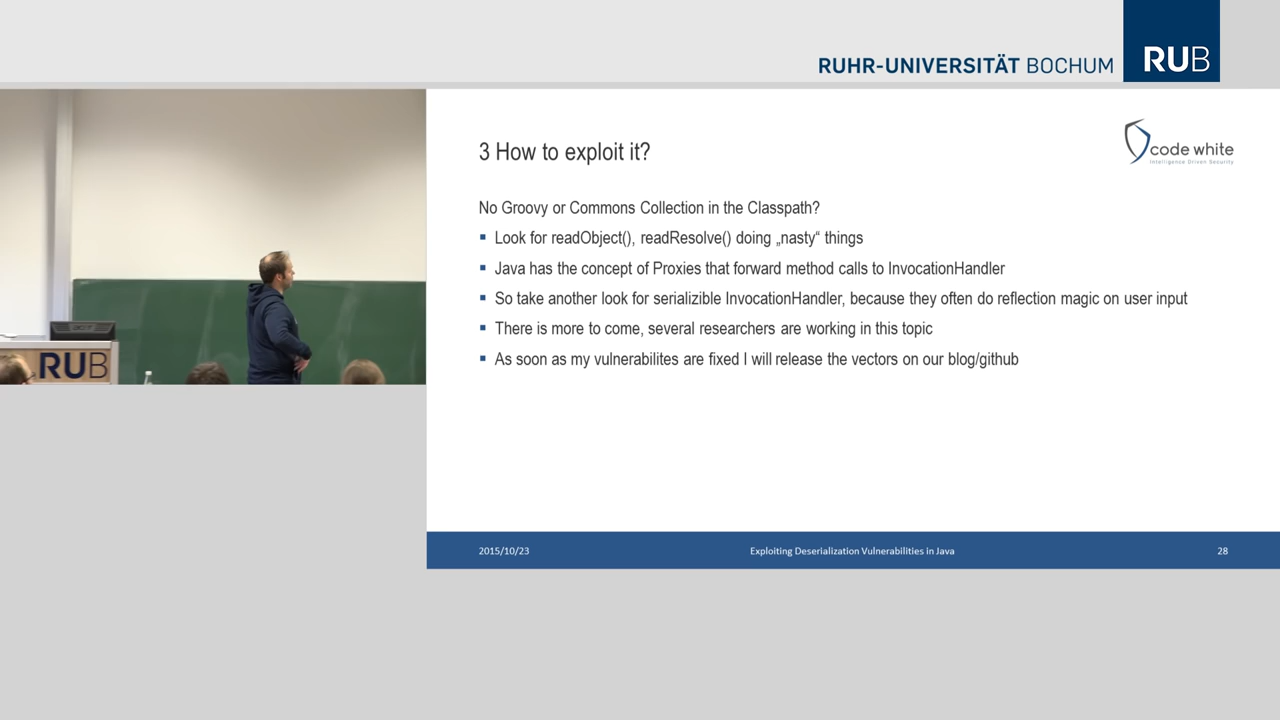 RUHR-UNIVERSITÄT BOCHUM
RUB
code white
Intelligence Driven Security
3 How to exploit it?
No Groovy or Commons Collection in the Classpath?
▪ Look for readObject(), readResolve() doing „nasty“ things
▪ Java has the concept of Proxies that forward method calls to InvocationHandler
▪ So take another look for serializible InvocationHandler, because they often do reflection magic on user input
▪ There is more to come, several researchers are working in this topic
▪ As soon as my vulnerabilites are fixed I will release the vectors on our blog/github
RUB
2015/10/23
Exploiting Deserialization Vulnerabilities in Java
28